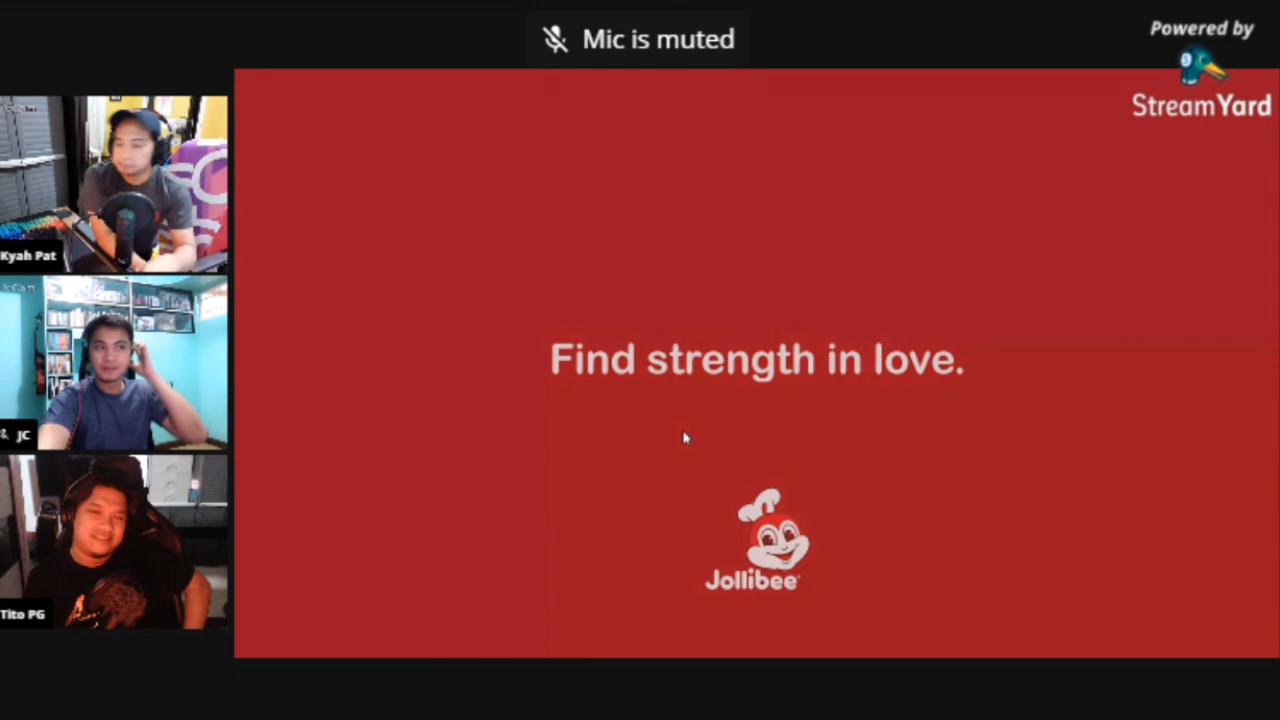 Mic is muted
Powered by
StreamYard
Kyah Pat
JC
Tito PG
Find strength in love.
Jollibee